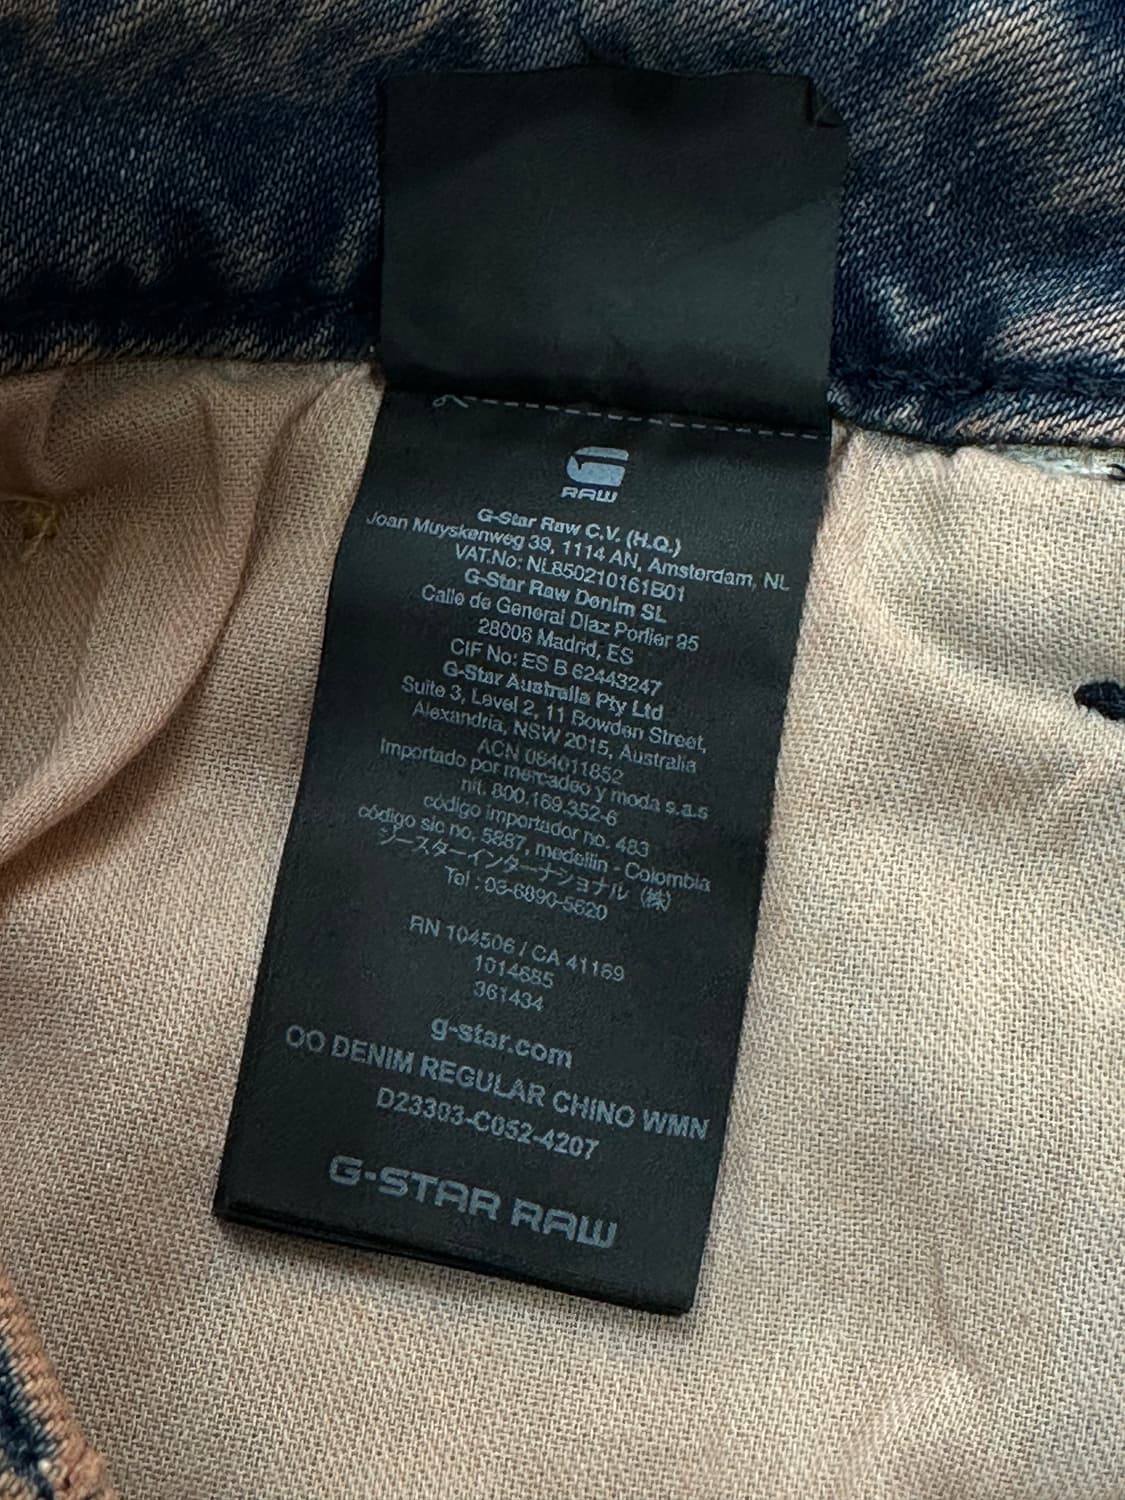 RAW
G-Star Raw C.V. (H.Q.)
Joan Muyskenweg 39, 1114 AN, Amsterdam, NL
VAT.No: NL850210161B01
G-Star Raw Denim SL
Calle de General Diaz Porlier 95
28006 Madrid, ES
CIF No: ES B 62443247
G-Star Australia Pty Ltd
Suite 3, Level 2, 11 Bowden Street,
Alexandria, NSW 2015, Australia
ACN 064011852
Importado por mercadeo y moda s.a.s
nit. 800.169.352-6
código importador no. 483
código sic no. 5887, medellin - Colombia
ジースターインターナショナル (株)
Tel : 03-6890-5620
RN 104506 / CA 41169
1014685
361434
g-star.com
OO DENIM REGULAR CHINO WMN
D23303-C052-4207
G-STAR RAW